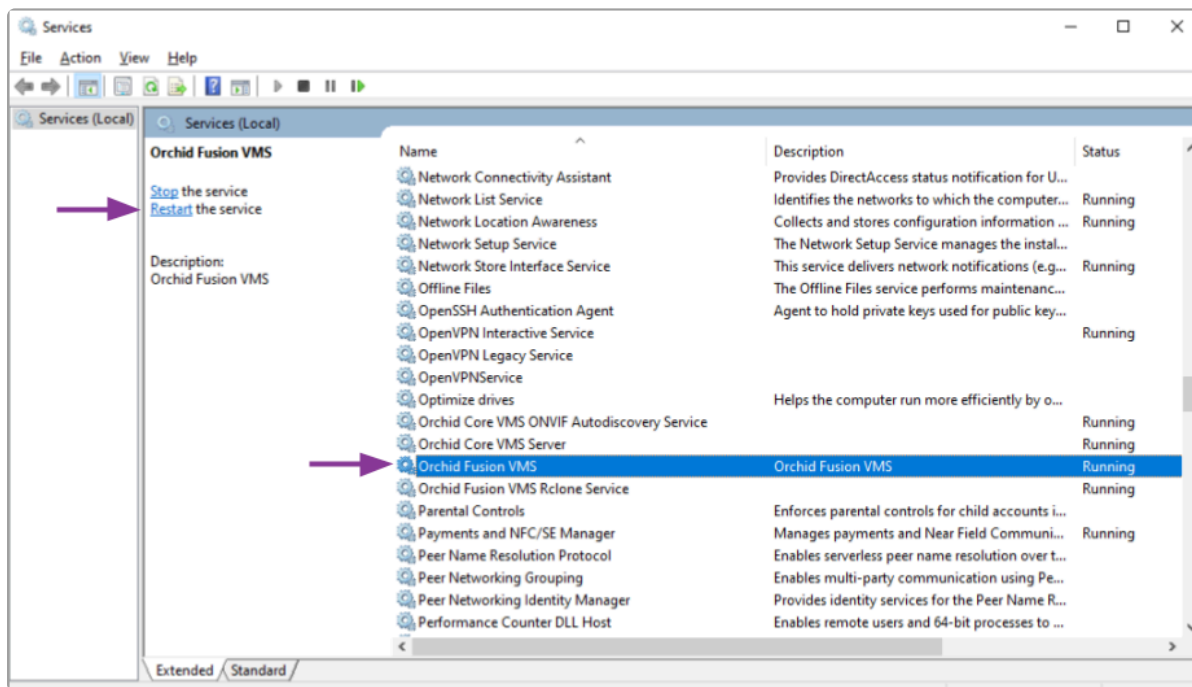 Services
File Action View Help
Services (Local)
Services (Local)
Orchid Fusion VMS
Stop the service
Restart the service
Description:
Orchid Fusion VMS
Name Description Status
Network Connectivity Assistant Provides DirectAccess status notification for U...
Network List Service Identifies the networks to which the computer... Running
Network Location Awareness Collects and stores configuration information ... Running
Network Setup Service The Network Setup Service manages the instal...
Network Store Interface Service This service delivers network notifications (e.g... Running
Offline Files The Offline Files service performs maintenanc...
OpenSSH Authentication Agent Agent to hold private keys used for public key...
OpenVPN Interactive Service Running
OpenVPN Legacy Service
OpenVPNService
Optimize drives Helps the computer run more efficiently by o...
Orchid Core VMS ONVIF Autodiscovery Service Running
Orchid Core VMS Server Running
Orchid Fusion VMS Orchid Fusion VMS Running
Orchid Fusion VMS Rclone Service Running
Parental Controls Enforces parental controls for child accounts i...
Payments and NFC/SE Manager Manages payments and Near Field Communi... Running
Peer Name Resolution Protocol Enables serverless peer name resolution over t...
Peer Networking Grouping Enables multi-party communication using Pe...
Peer Networking Identity Manager Provides identity services for the Peer Name R...
Performance Counter DLL Host Enables remote users and 64-bit processes to ...
Extended Standard